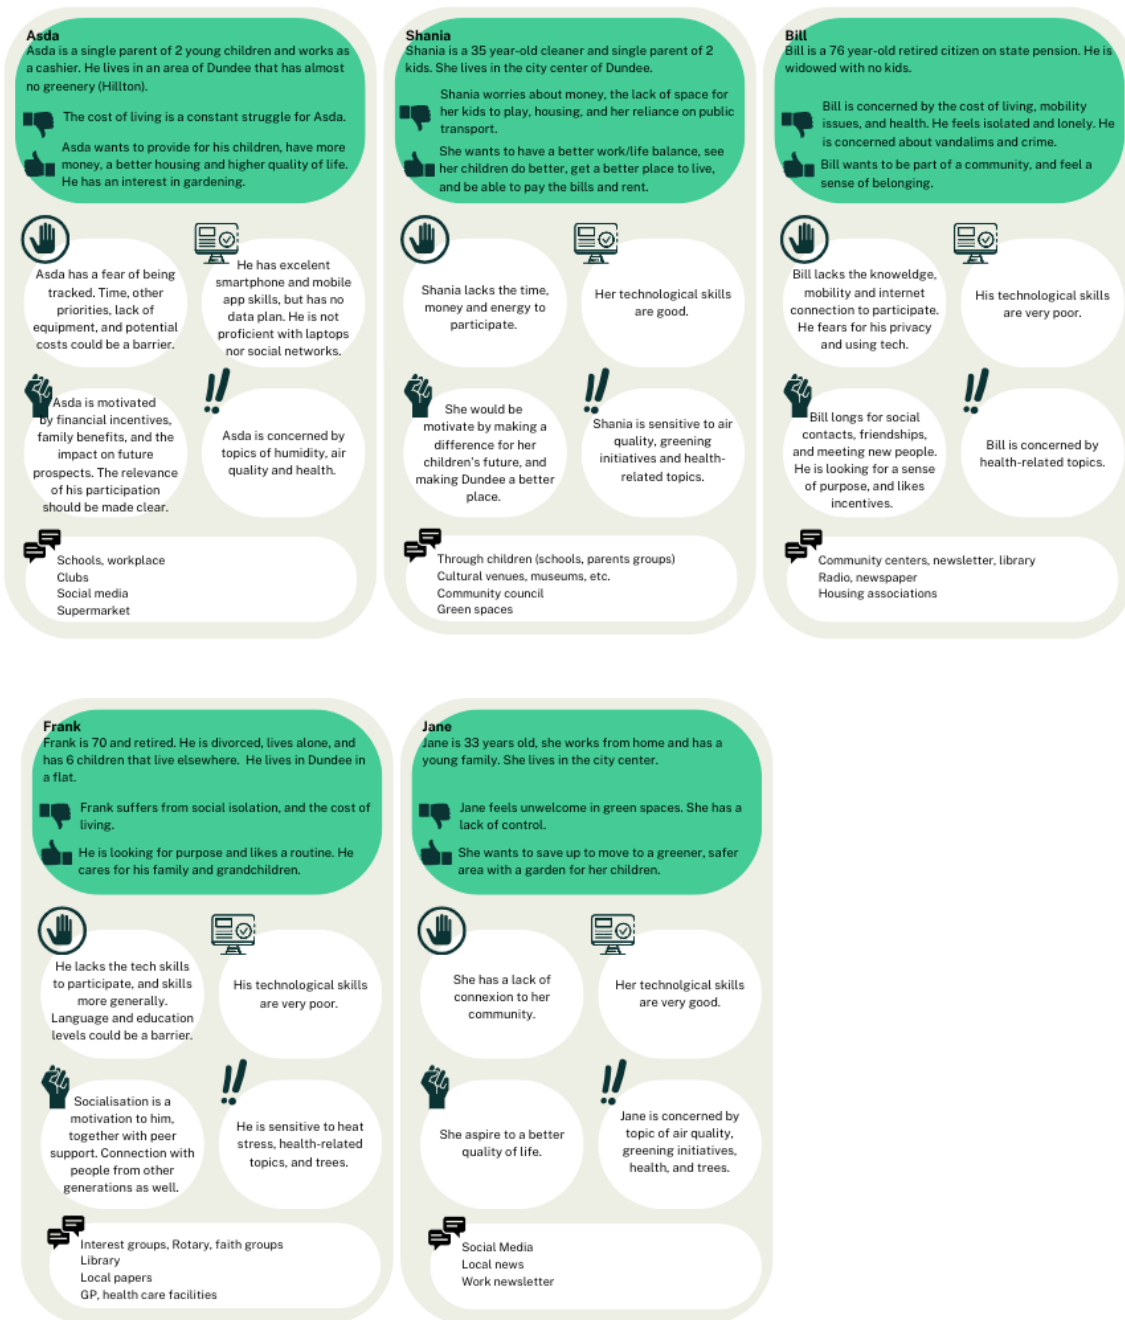 Asda
Asda is a single parent of 2 young children and works as
a cashier. He lives in an area of Dundee that has almost
no greenery (Hillton).
The cost of living is a constant struggle for Asda.
Asda wants to provide for his children, have more
money, a better housing and higher quality of life.
He has an interest in gardening.
Asda has a fear of being
tracked. Time, other
priorities, lack of
equipment, and potential
costs could be a barrier.
He has excelent
smartphone and mobile
app skills, but has no
data plan. He is not
proficient with laptops
nor social networks.
Asda is motivated
by financial incentives,
family benefits, and the
impact on future
prospects. The relevance
of his participation
should be made clear.
Asda is concerned by
topics of humidity, air
quality and health.
Schools, workplace
Clubs
Social media
Supermarket
Shania
Shania is a 35 year-old cleaner and single parent of 2
kids. She lives in the city center of Dundee.
Shania worries about money, the lack of space for
her kids to play, housing, and her reliance on public
transport.
She wants to have a better work/life balance, see
her children do better, get a better place to live,
and be able to pay the bills and rent.
Shania lacks the time,
money and energy to
participate.
Her technological skills
are good.
She would be
motivate by making a
difference for her
children's future, and
making Dundee a better
place.
Shania is sensitive to air
quality, greening
initiatives and health-
related topics.
Through children (schools, parents groups)
Cultural venues, museums, etc.
Community council
Green spaces
Bill
Bill is a 76 year-old retired citizen on state pension. He is
widowed with no kids.
Bill is concerned by the cost of living, mobility
issues, and health. He feels isolated and lonely. He
is concerned about vandalims and crime.
Bill wants to be part of a community, and feel a
sense of belonging.
Bill lacks the knoweldge,
mobility and internet
connection to participate.
He fears for his privacy
and using tech.
His technological skills
are very poor.
Bill longs for social
contacts, friendships,
and meeting new people.
He is looking for a sense
of purpose, and likes
incentives.
Bill is concerned by
health-related topics.
Community centers, newsletter, library
Radio, newspaper
Housing associations
Frank
Frank is 70 and retired. He is divorced, lives alone, and
has 6 children that live elsewhere. He lives in Dundee in
a flat.
Frank suffers from social isolation, and the cost of
living.
He is looking for purpose and likes a routine. He
cares for his family and grandchildren.
He lacks the tech skills
to participate, and skills
more generally.
Language and education
levels could be a barrier.
His technological skills
are very poor.
Socialisation is a
motivation to him,
together with peer
support. Connection with
people from other
generations as well.
He is sensitive to heat
stress, health-related
topics, and trees.
Interest groups, Rotary, faith groups
Library
Local papers
GP, health care facilities
Jane
Jane is 33 years old, she works from home and has a
young family. She lives in the city center.
Jane feels unwelcome in green spaces. She has a
lack of control.
She wants to save up to move to a greener, safer
area with a garden for her children.
She has a lack of
connexion to her
community.
Her technolgical skills
are very good.
She aspire to a better
quality of life.
Jane is concerned by
topic of air quality,
greening initiatives,
health, and trees.
Social Media
Local news
Work newsletter